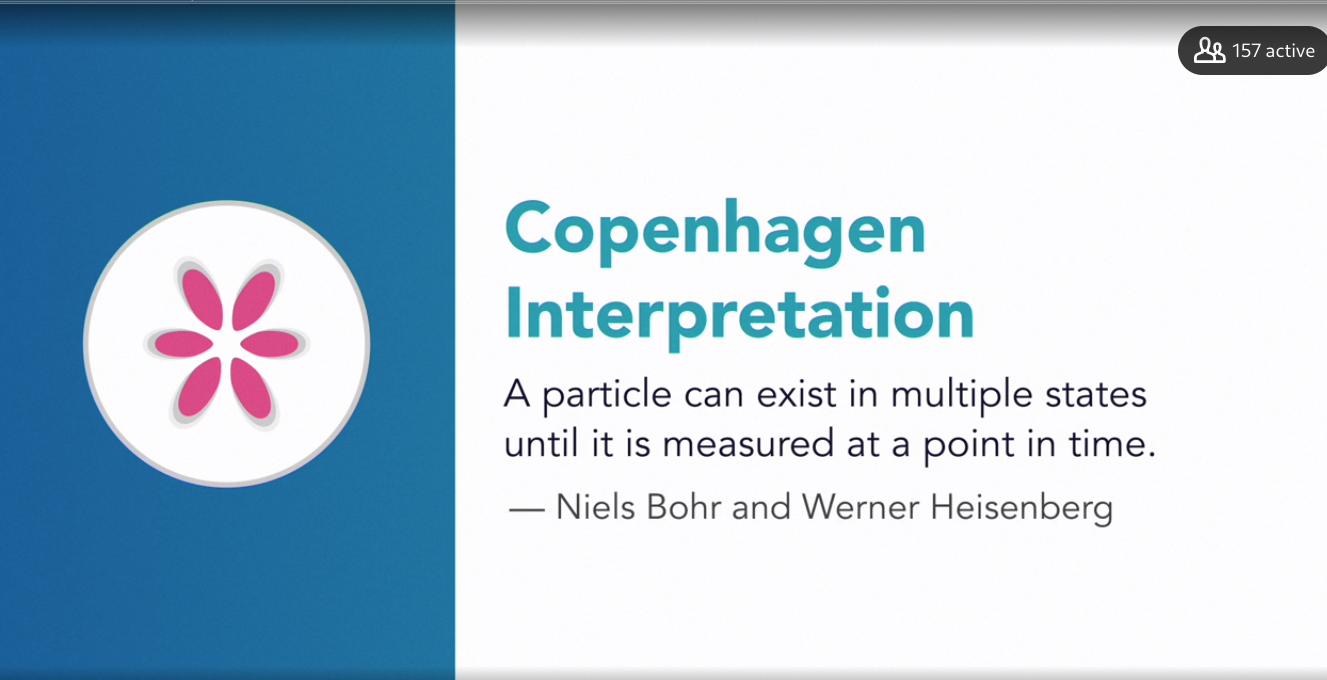 157 active
Copenhagen
Interpretation
A particle can exist in multiple states
until it is measured at a point in time.
— Niels Bohr and Werner Heisenberg